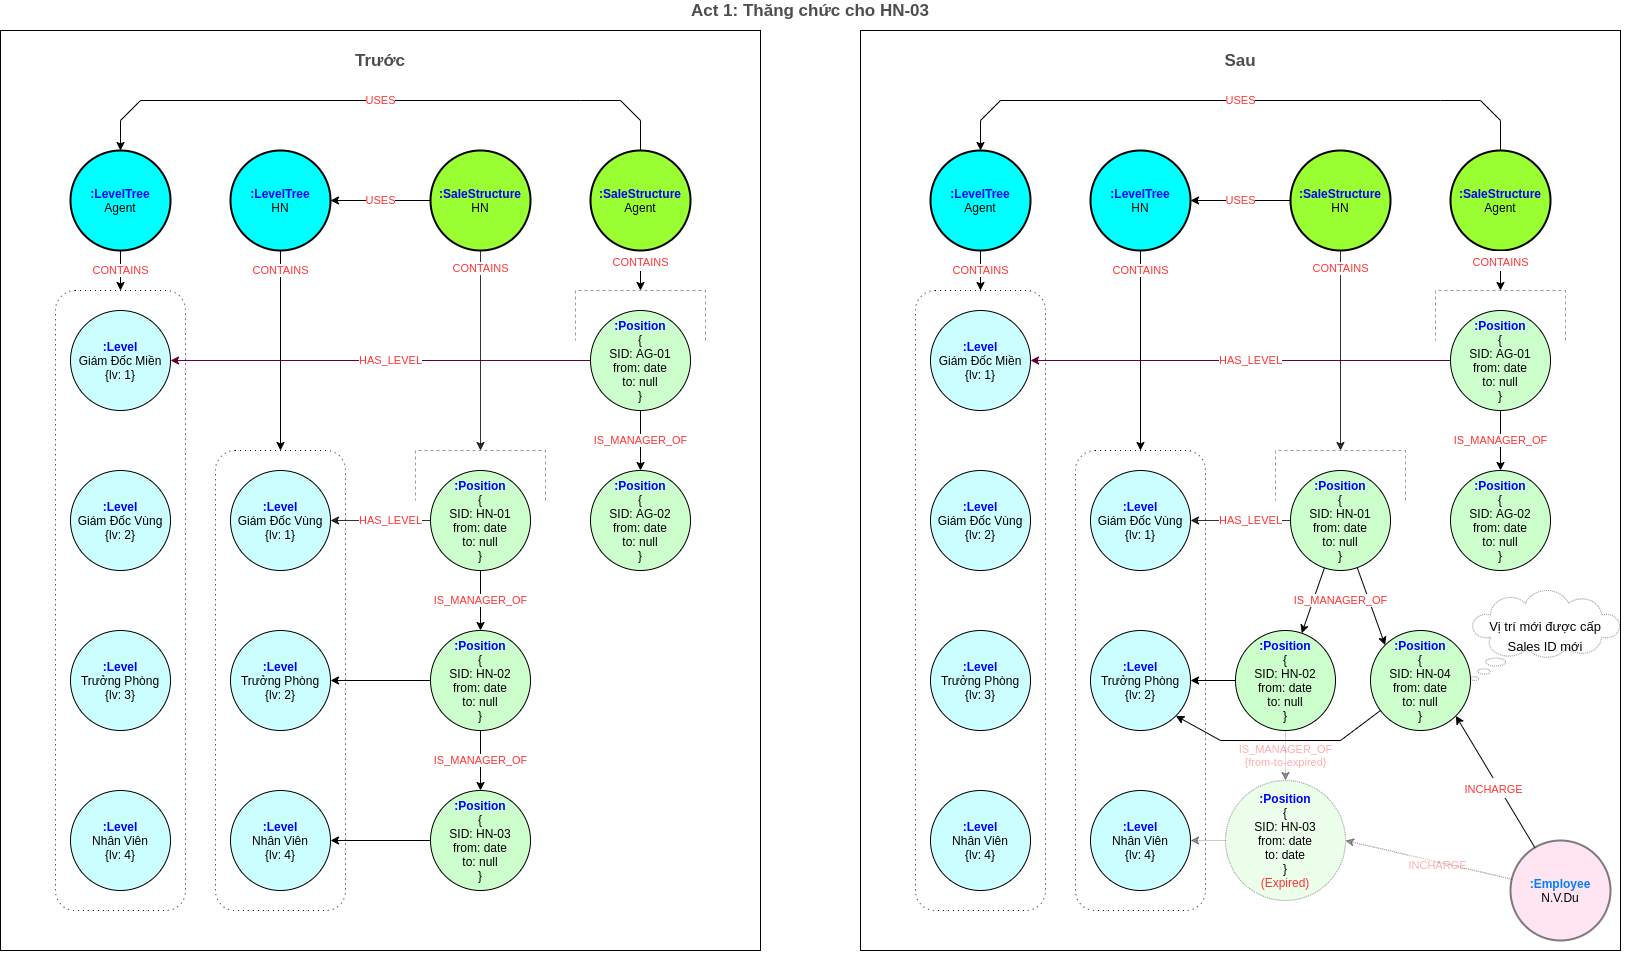 Act 1: Thăng chức cho HN-03
Trước
USES
:LevelTree
Agent
:LevelTree
HN
USES
:SaleStructure
HN
:SaleStructure
Agent
CONTAINS
CONTAINS
CONTAINS
CONTAINS
:Level
Giám Đốc Miền
{lv: 1}
HAS_LEVEL
:Position
{
SID: AG-01
from: date
to: null
}
IS_MANAGER_OF
:Level
Giám Đốc Vùng
{lv: 2}
:Level
Giám Đốc Vùng
{lv: 1}
HAS_LEVEL
:Position
{
SID: HN-01
from: date
to: null
}
:Position
{
SID: AG-02
from: date
to: null
}
IS_MANAGER_OF
:Level
Trưởng Phòng
{lv: 3}
:Level
Trưởng Phòng
{lv: 2}
:Position
{
SID: HN-02
from: date
to: null
}
IS_MANAGER_OF
:Level
Nhân Viên
{lv: 4}
:Level
Nhân Viên
{lv: 4}
:Position
{
SID: HN-03
from: date
to: null
}
Sau
USES
:LevelTree
Agent
:LevelTree
HN
USES
:SaleStructure
HN
:SaleStructure
Agent
CONTAINS
CONTAINS
CONTAINS
CONTAINS
:Level
Giám Đốc Miền
{lv: 1}
HAS_LEVEL
:Position
{
SID: AG-01
from: date
to: null
}
IS_MANAGER_OF
:Level
Giám Đốc Vùng
{lv: 2}
:Level
Giám Đốc Vùng
{lv: 1}
HAS_LEVEL
:Position
{
SID: HN-01
from: date
to: null
}
:Position
{
SID: AG-02
from: date
to: null
}
IS_MANAGER_OF
Vị trí mới được cấp
Sales ID mới
:Level
Trưởng Phòng
{lv: 3}
:Level
Trưởng Phòng
{lv: 2}
:Position
{
SID: HN-02
from: date
to: null
}
:Position
{
SID: HN-04
from: date
to: null
}
IS_MANAGER_OF
{from-to-expired}
INCHARGE
:Level
Nhân Viên
{lv: 4}
:Level
Nhân Viên
{lv: 4}
:Position
{
SID: HN-03
from: date
to: date
}
(Expired)
INCHARGE
:Employee
N.V.Du